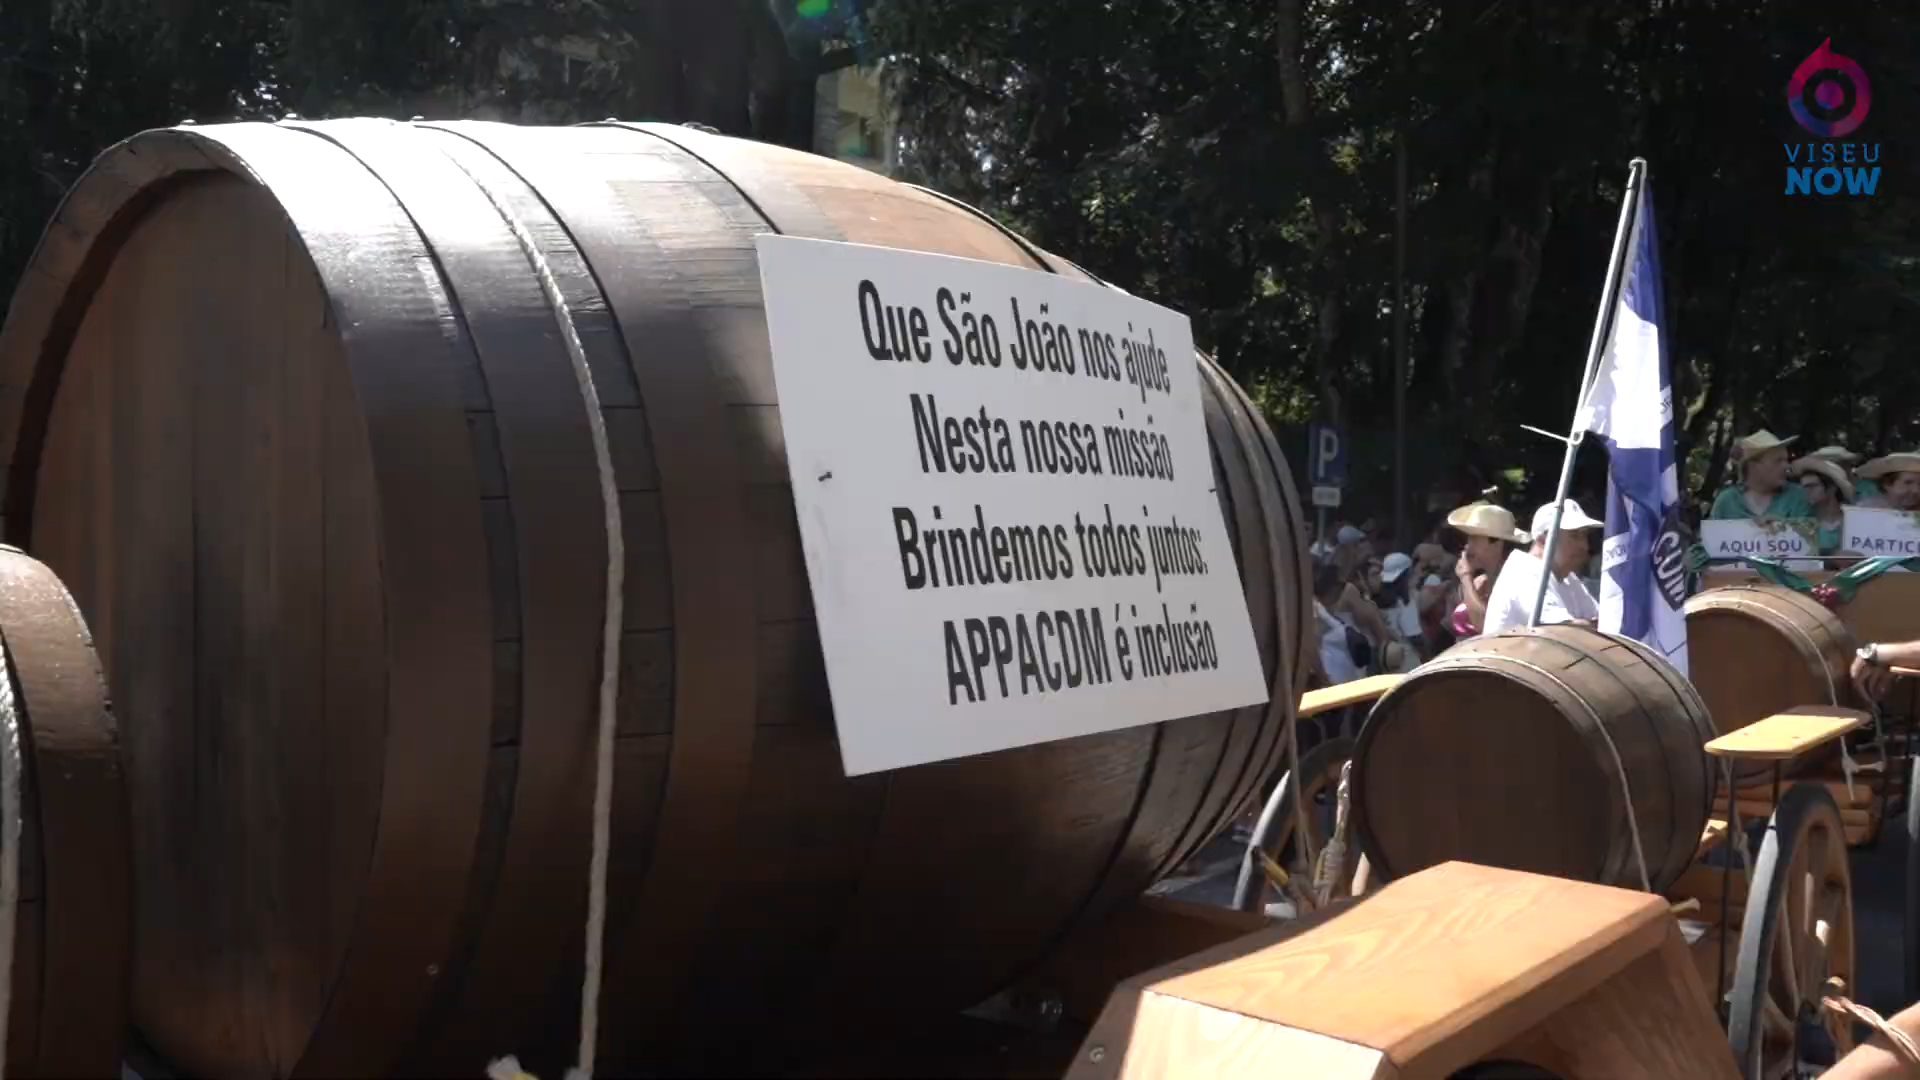 VISEU
NOW
Que São João nos ajude
Nesta nossa missão
Brindemos todos juntos:
APPACDM é inclusão
P
AQUI SOU